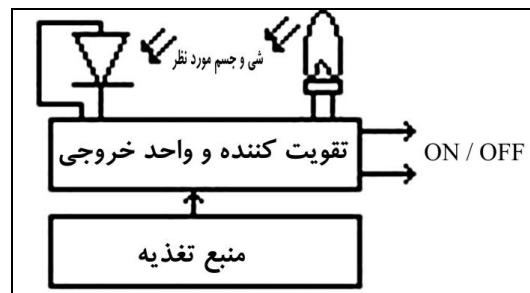 شی و جسم مورد نظر
تقویت کننده و واحد خروجی
ON / OFF
منبع تغذیه